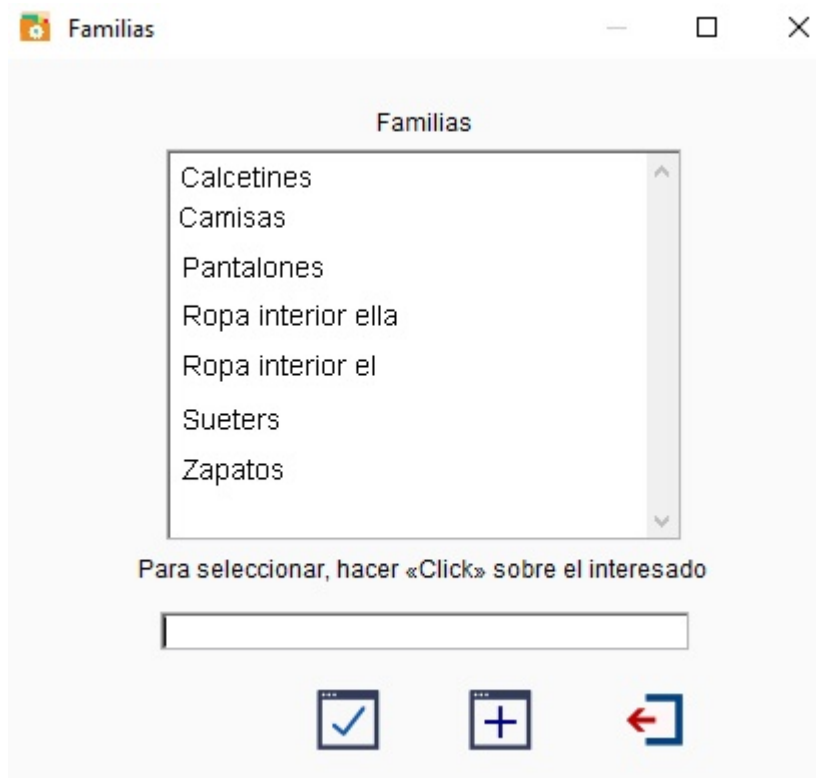 Familias
Familias
Calcetines
Camisas
Pantalones
Ropa interior ella
Ropa interior el
Sueters
Zapatos
Para seleccionar, hacer «Click» sobre el interesado